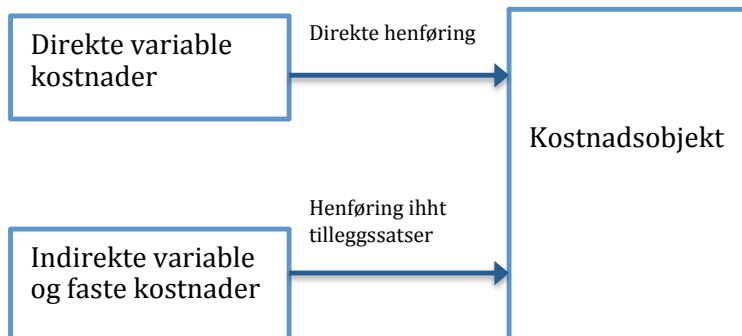 Direkte variable
kostnader
Direkte henføring
Kostnadsobjekt
Henføring ihht
tilleggssatser
Indirekte variable
og faste kostnader